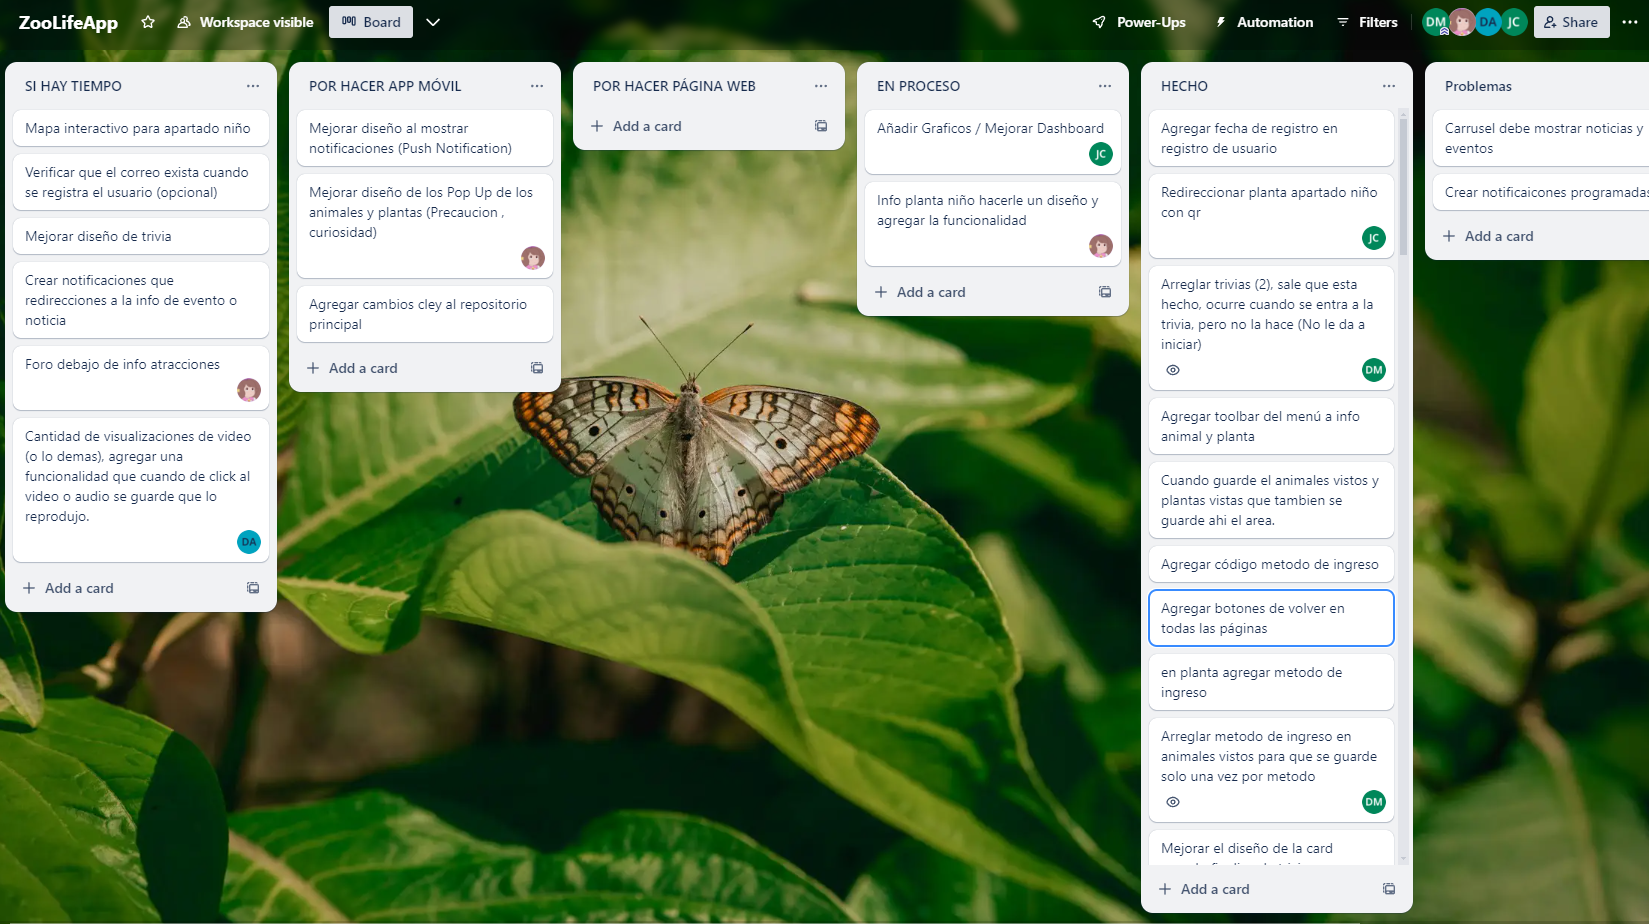 ZooLifeApp
Workspace visible
Board
Power-Ups
Automation
Filters
DM
DA
JC
Share
SI HAY TIEMPO
Mapa interactivo para apartado niño
Verificar que el correo exista cuando
se registra el usuario (opcional)
Mejorar diseño de trivia
Crear notificaciones que
redirecciones a la info de evento o
noticia
Foro debajo de info atracciones
Cantidad de visualizaciones de video
(o lo demas), agregar una
funcionalidad que cuando de click al
video o audio se guarde que lo
reprodujo.
DA
Add a card
POR HACER APP MÓVIL
Mejorar diseño al mostrar
notificaciones (Push Notification)
Mejorar diseño de los Pop Up de los
animales y plantas (Precaucion ,
curiosidad)
Agregar cambios cley al repositorio
principal
Add a card
POR HACER PÁGINA WEB
Add a card
EN PROCESO
Añadir Graficos / Mejorar Dashboard
JC
Info planta niño hacerle un diseño y
agregar la funcionalidad
Add a card
HECHO
Agregar fecha de registro en
registro de usuario
Redireccionar planta apartado niño
con qr
JC
Arreglar trivias (2), sale que esta
hecho, ocurre cuando se entra a la
trivia, pero no la hace (No le da a
iniciar)
DM
Agregar toolbar del menú a info
animal y planta
Cuando guarde el animales vistos y
plantas vistas que tambien se
guarde ahi el area.
Agregar código metodo de ingreso
Agregar botones de volver en
todas las páginas
en planta agregar metodo de
ingreso
Arreglar metodo de ingreso en
animales vistos para que se guarde
solo una vez por metodo
DM
Mejorar el diseño de la card
Add a card
Problemas
Carrusel debe mostrar noticias y
eventos
Crear notificaicones programadas
Add a card